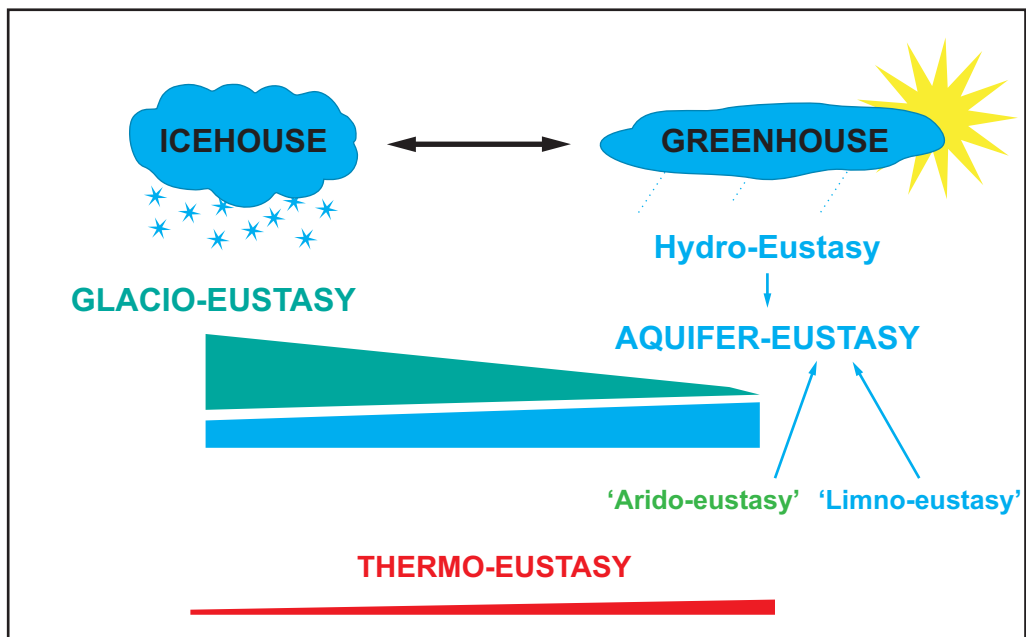 ICEHOUSE
GREENHOUSE
Hydro-Eustasy
GLACIO-EUSTASY
AQUIFER-EUSTASY
‘Arido-eustasy’
‘Limno-eustasy’
THERMO-EUSTASY